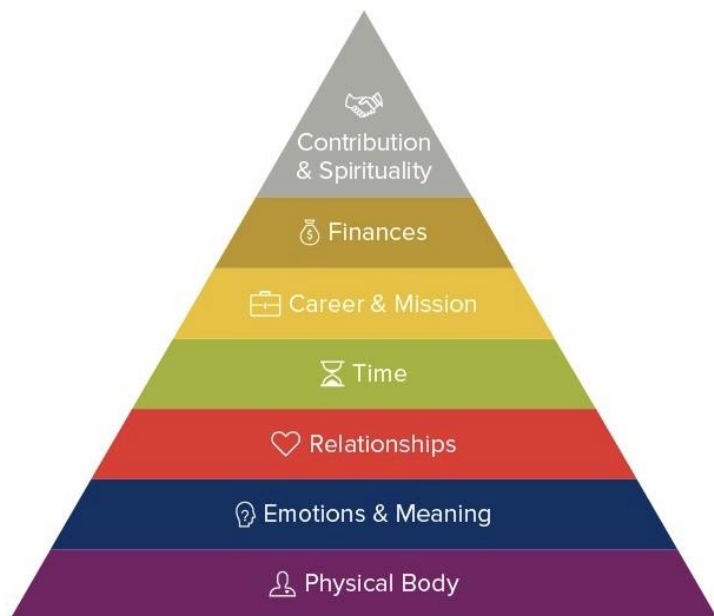 Contribution
& Spirituality
Finances
Career & Mission
Time
Relationships
Emotions & Meaning
Physical Body